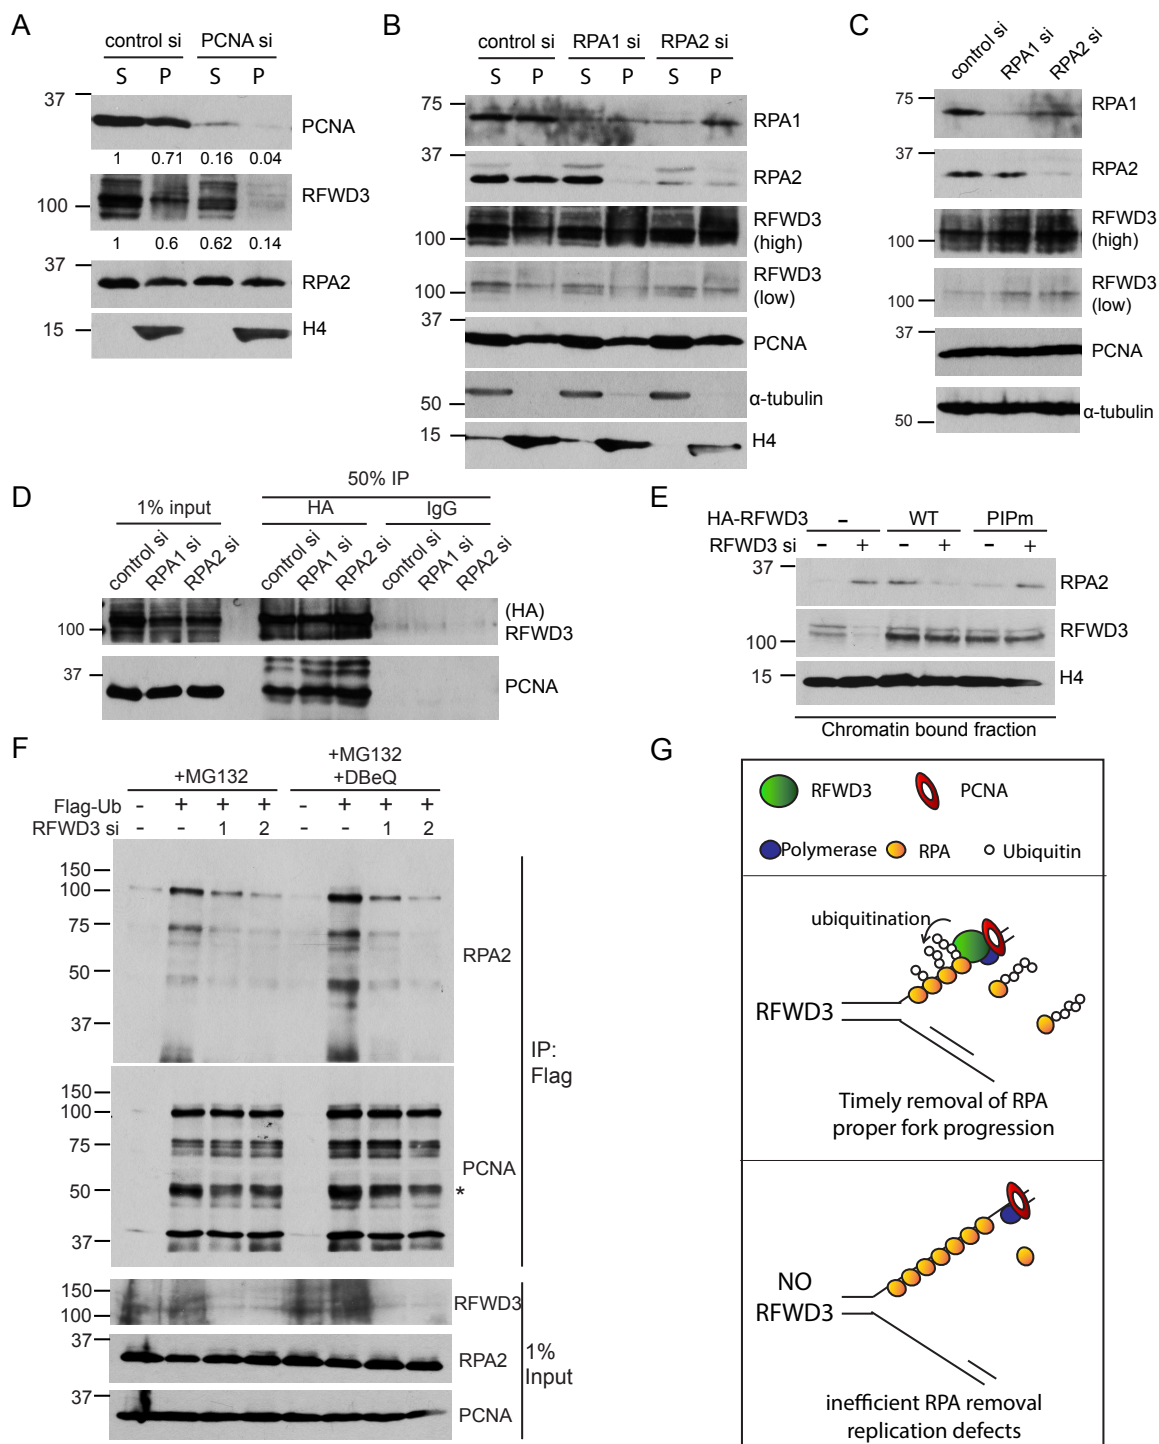 A
control si PCNA si
S P S P
37
PCNA
1 0.71 0.16 0.04
100
RFWD3
1 0.6 0.62 0.14
37
RPA2
15
H4
B
control si RPA1 si RPA2 si
S P S P S P
75
RPA1
37
RPA2
100
RFWD3
(high)
100
RFWD3
(low)
37
PCNA
50
α-tubulin
15
H4
C
control si RPA1 si RPA2 si
75
RPA1
37
RPA2
100
RFWD3
(high)
100
RFWD3
(low)
37
PCNA
50
α-tubulin
D
50% IP
1% input HA IgG
control si RPA1 si RPA2 si control si RPA1 si RPA2 si control si RPA1 si RPA2 si
100
(HA)
RFWD3
37
PCNA
E
HA-RFWD3 – WT PIPm
RFWD3 si – + – + – +
37
RPA2
100
RFWD3
15
H4
Chromatin bound fraction
F
+MG132
+MG132
+DBeQ
Flag-Ub - + + + - + + +
RFWD3 si - - 1 2 - - 1 2
150
100
75
50
37
RPA2
150
100
75
50
37
PCNA
*
IP:
Flag
150
100
RFWD3
37
RPA2
37
PCNA
1%
Input
G
RFWD3 PCNA
Polymerase RPA Ubiquitin
ubiquitination
RFWD3
Timely removal of RPA
proper fork progression
NO
RFWD3
inefficient RPA removal
replication defects